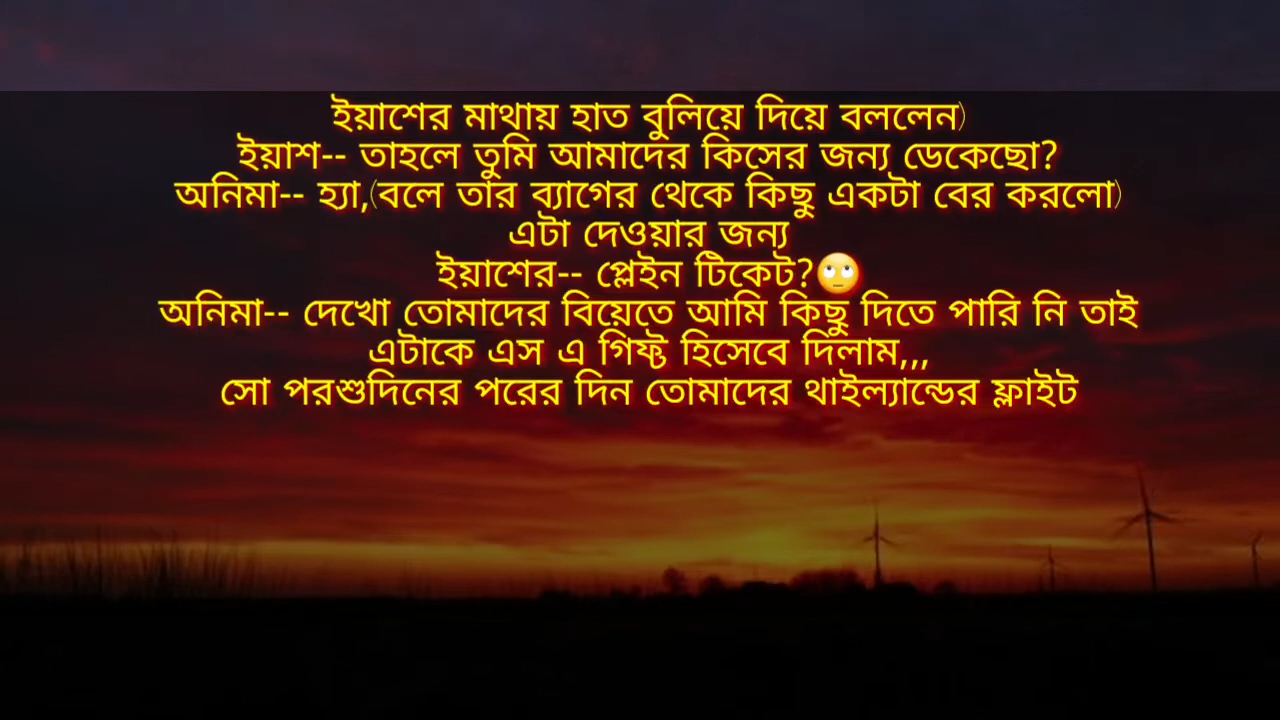 ইয়াশের মাথায় হাত বুলিয়ে দিয়ে বললেন)
ইয়াশ-- তাহলে তুমি আমাদের কিসের জন্য ডেকেছো?
অনিমা-- হ্যা,(বলে তার ব্যাগের থেকে কিছু একটা বের করলো)
এটা দেওয়ার জন্য
ইয়াশের-- প্লেইন টিকেট?🙄
অনিমা-- দেখো তোমাদের বিয়েতে আমি কিছু দিতে পারি নি তাই
এটাকে এস এ গিফ্ট হিসেবে দিলাম,,,
সো পরশুদিনের পরের দিন তোমাদের থাইল্যান্ডের ফ্লাইট